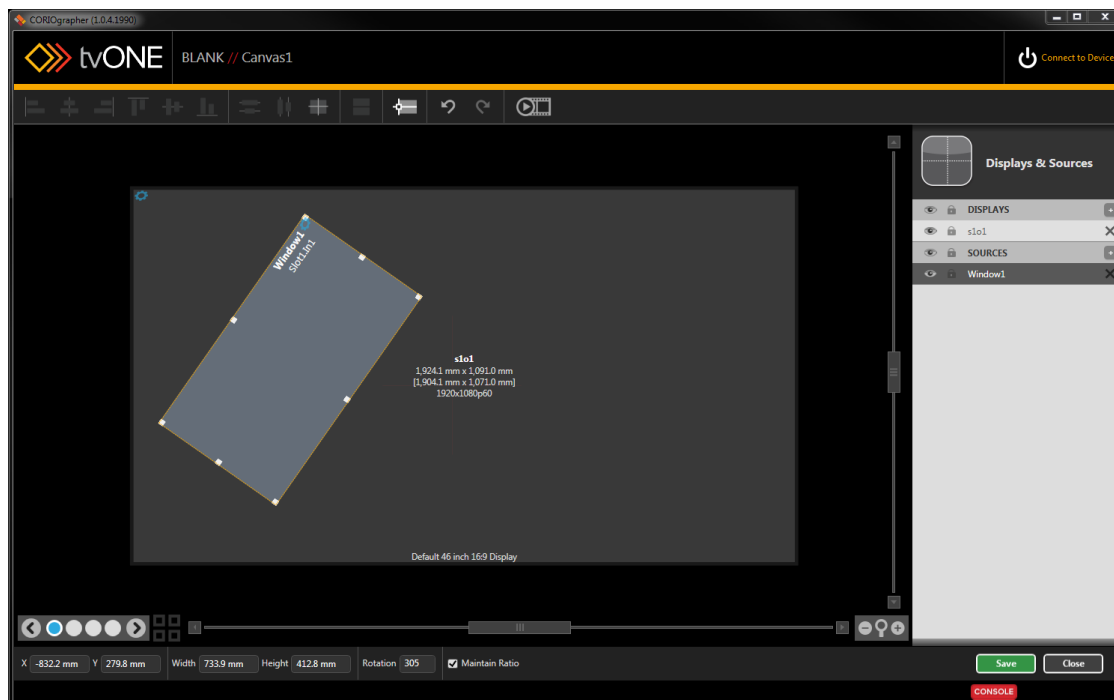 CORIOgrapher (1.0.4.1990)
tvONE
BLANK // Canvas1
Connect to Device
Displays & Sources
DISPLAYS
s1o1
SOURCES
Window1
Window1
Slot1.In1
s1o1
1,924.1 mm x 1,091.0 mm
[1,904.1 mm x 1,071.0 mm]
1920x1080p60
Default 46 inch 16:9 Display
X -832.2 mm Y 279.8 mm Width 733.9 mm Height 412.8 mm Rotation 305 Maintain Ratio Save Close
CONSOLE